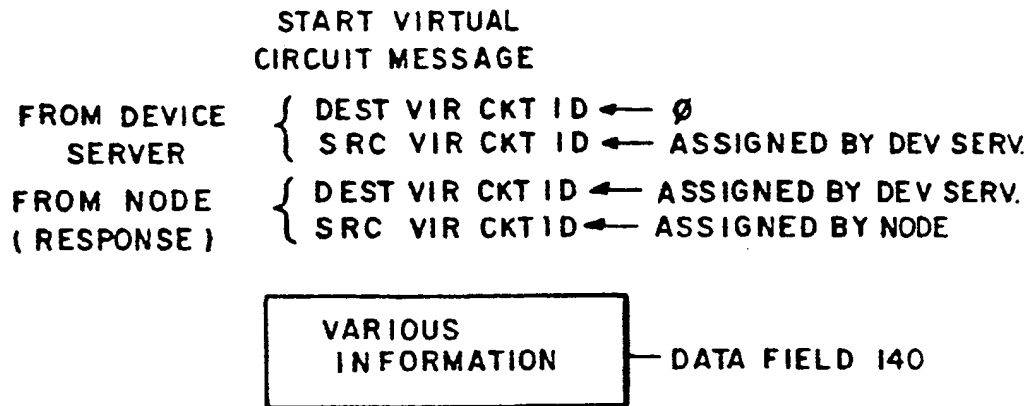 START VIRTUAL
CIRCUIT MESSAGE
FROM DEVICE
SERVER
DEST VIR CKT ID ← Ø
SRC VIR CKT ID ← ASSIGNED BY DEV SERV.
FROM NODE
(RESPONSE)
DEST VIR CKT ID ← ASSIGNED BY DEV SERV.
SRC VIR CKT ID ← ASSIGNED BY NODE
VARIOUS
INFORMATION
DATA FIELD 140